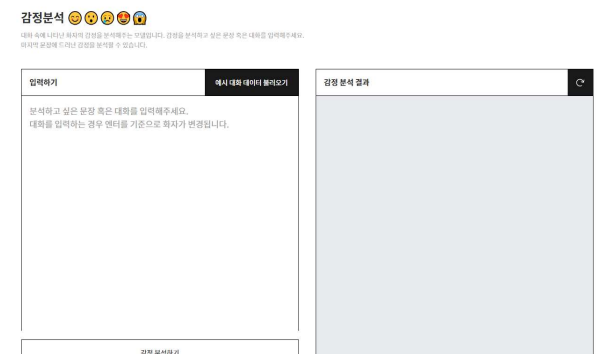 감정분석 😊😮😢😍😱
대화 속에 나타난 화자의 감정을 분석해주는 모델입니다. 감정을 분석하고 싶은 문장 혹은 대화를 입력해주세요.
마지막 문장에 드러난 감정을 분석할 수 있습니다.
입력하기
예시 대화 데이터 불러오기
감정 분석 결과
분석하고 싶은 문장 혹은 대화를 입력해주세요.
대화를 입력하는 경우 엔터를 기준으로 화자가 변경됩니다.
감정 분석하기